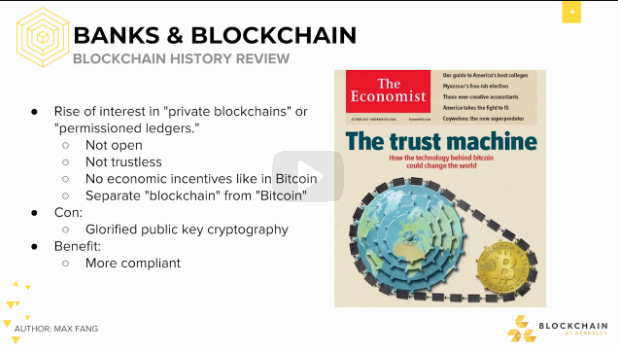 4
BANKS & BLOCKCHAIN
BLOCKCHAIN HISTORY REVIEW
● Rise of interest in "private blockchains" or
"permissioned ledgers."
○ Not open
○ Not trustless
○ No economic incentives like in Bitcoin
○ Separate "blockchain" from "Bitcoin"
● Con:
○ Glorified public key cryptography
● Benefit:
○ More compliant
The
Economist
Our guide to America's best colleges
Myanmar's free-ish election
Those ever-creative accountants
America takes the fight to IS
Coywolves: the new superpredator
Economist.com
The trust machine
How the technology behind bitcoin
could change the world
AUTHOR: MAX FANG
BLOCKCHAIN
AT BERKELEY